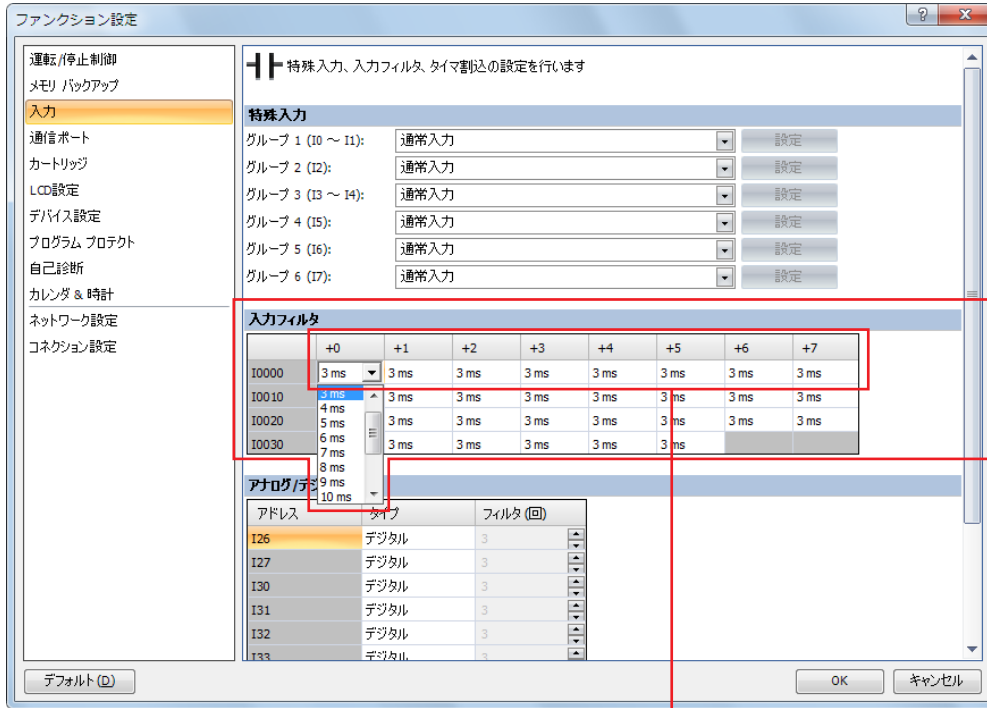 ファンクション設定
運転/停止制御
メモリ バックアップ
入力
通信ポート
カートリッジ
LCD設定
デバイス設定
プログラム プロテクト
自己診断
カレンダ & 時計
ネットワーク設定
コネクション設定
特殊入力、入力フィルタ、タイマ割込の設定を行います
特殊入力
グループ 1 (I0 ～ I1): 通常入力 設定
グループ 2 (I2): 通常入力 設定
グループ 3 (I3 ～ I4): 通常入力 設定
グループ 4 (I5): 通常入力 設定
グループ 5 (I6): 通常入力 設定
グループ 6 (I7): 通常入力 設定
入力フィルタ
+0 +1 +2 +3 +4 +5 +6 +7
I0000 3 ms 3 ms 3 ms 3 ms 3 ms 3 ms 3 ms 3 ms
I0010 3 ms 3 ms 3 ms 3 ms 3 ms 3 ms 3 ms
I0020 3 ms 3 ms 3 ms 3 ms 3 ms 3 ms 3 ms
I0030 3 ms 3 ms 3 ms 3 ms 3 ms
3 ms
4 ms
5 ms
6 ms
7 ms
8 ms
9 ms
10 ms
アナログ/デジ
アドレス タイプ フィルタ (回)
I26 デジタル 3
I27 デジタル 3
I30 デジタル 3
I31 デジタル 3
I32 デジタル 3
I33 デジタル 3
デフォルト(D) OK キャンセル